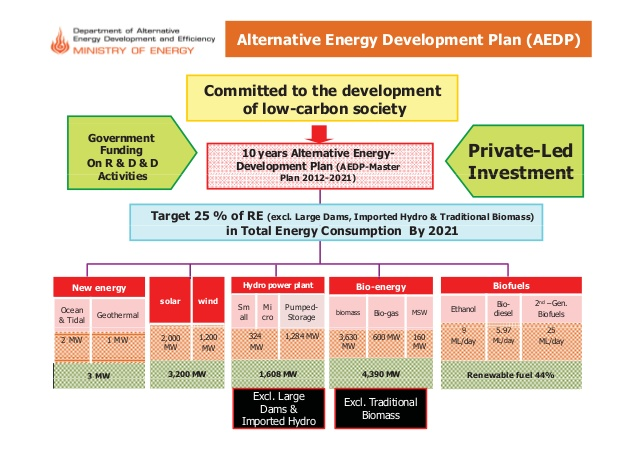 Department of Alternative
Energy Development and Efficiency
MINISTRY OF ENERGY
Alternative Energy Development Plan (AEDP)
Committed to the development
of low-carbon society
Government
Funding
On R & D & D
Activities
10 years Alternative Energy-
Development Plan (AEDP-Master
Plan 2012-2021)
Private-Led
Investment
Target 25 % of RE (excl. Large Dams, Imported Hydro & Traditional Biomass)
in Total Energy Consumption By 2021
New energy
Ocean
& Tidal
Geothermal
2 MW
1 MW
3 MW
solar
wind
2,000
MW
1,200
MW
3,200 MW
Hydro power plant
Sm
all
Mi
cro
Pumped-
Storage
324
MW
1,284 MW
1,608 MW
Excl. Large
Dams &
Imported Hydro
Bio-energy
biomass
Bio-gas
MSW
3,630
MW
600 MW
160
MW
4,390 MW
Excl. Traditional
Biomass
Biofuels
Ethanol
Bio-
diesel
2nd –Gen.
Biofuels
9
ML/day
5.97
ML/day
25
ML/day
Renewable fuel 44%